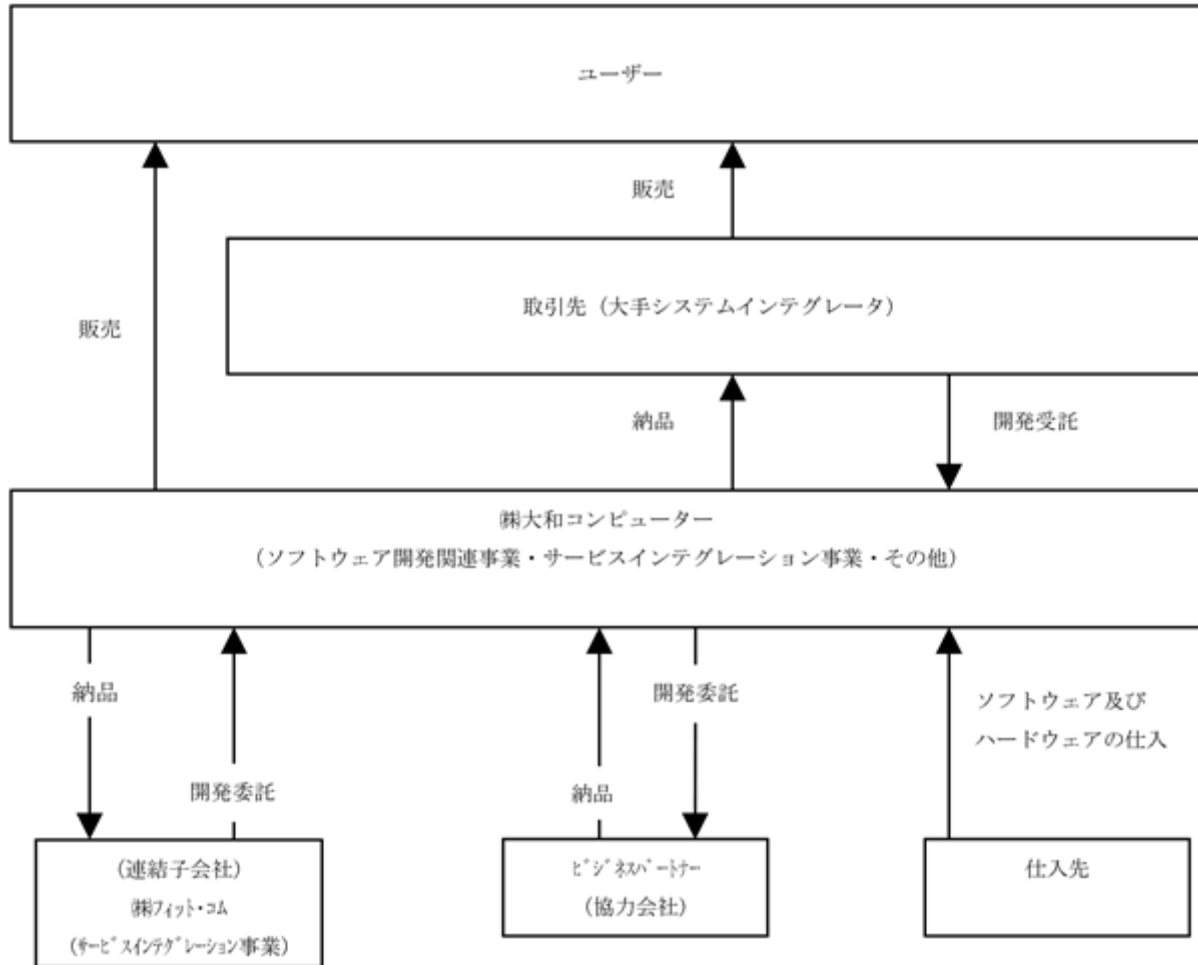 ユーザー
販売
販売
取引先（大手システムインテグレータ）
納品
開発受託
㈱大和コンピューター
（ソフトウェア開発関連事業・サービスインテグレーション事業・その他）
納品
開発委託
ソフトウェア及び
ハードウェアの仕入
開発委託
納品
（連結子会社）
㈱ﾌｨｯﾄ・ｺﾑ
（ｻｰﾋﾞｽｲﾝﾃｸﾞﾚｰｼｮﾝ事業）
ﾋﾞｼﾞﾈｽﾊﾟｰﾄﾅｰ
（協力会社）
仕入先